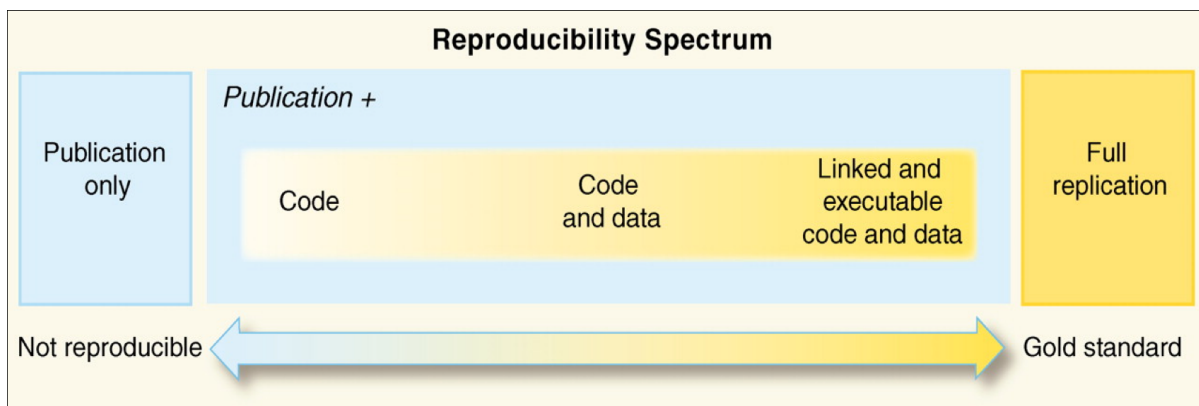 Reproducibility Spectrum
Publication
only
Publication +
Code
Code
and data
Linked and
executable
code and data
Full
replication
Not reproducible
Gold standard